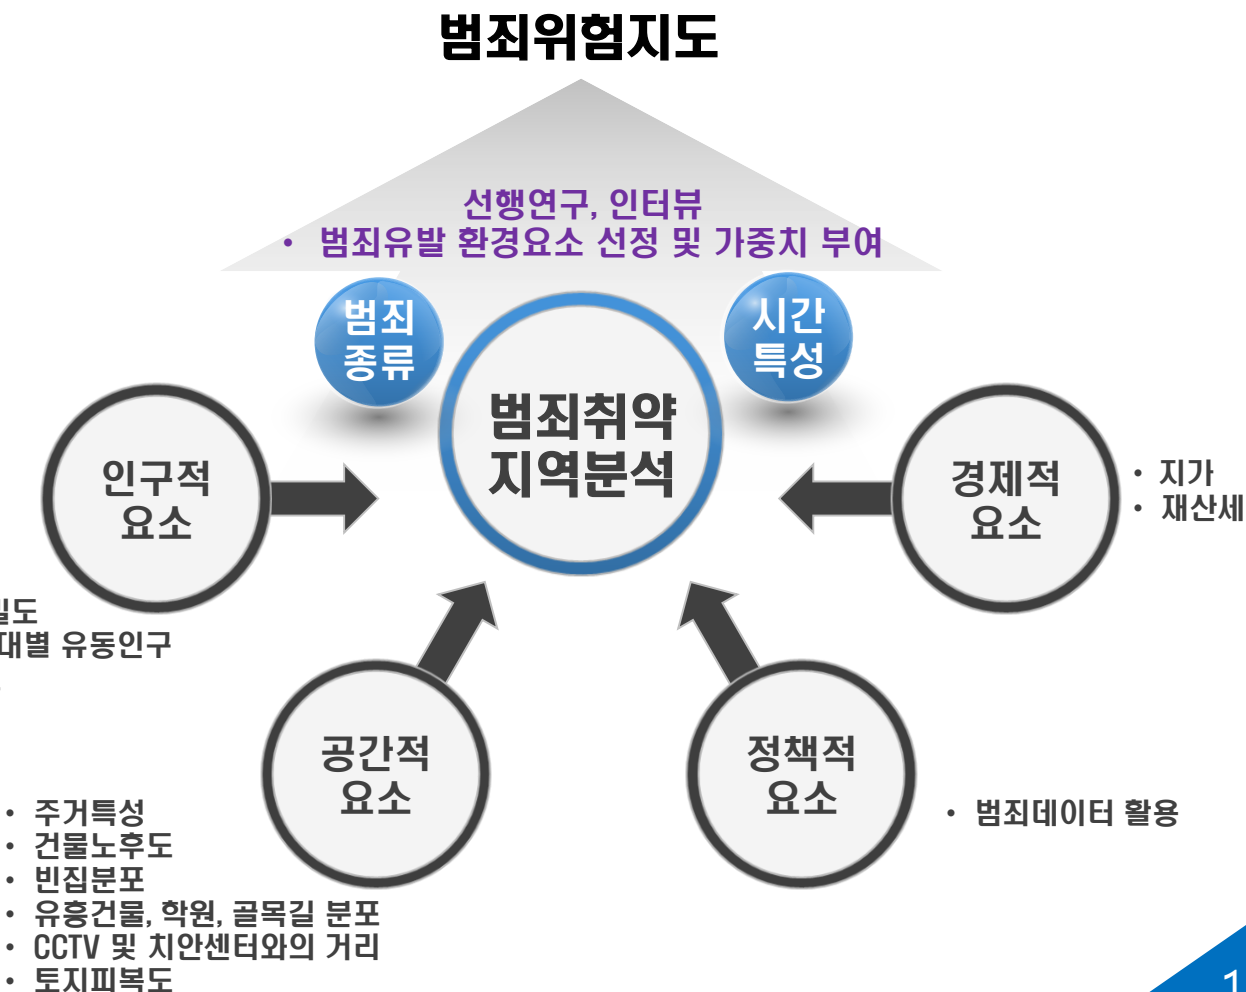 범죄위험지도
선행연구, 인터뷰
• 범죄유발 환경요소 선정 및 가중치 부여
범죄
종류
시간
특성
범죄취약
지역분석
인구적
요소
경제적
요소
• 지가
• 재산세
밀도
대별 유동인구
공간적
요소
정책적
요소
• 주거특성
• 건물노후도
• 빈집분포
• 유흥건물, 학원, 골목길 분포
• CCTV 및 치안센터와의 거리
• 토지피복도
• 범죄데이터 활용
1